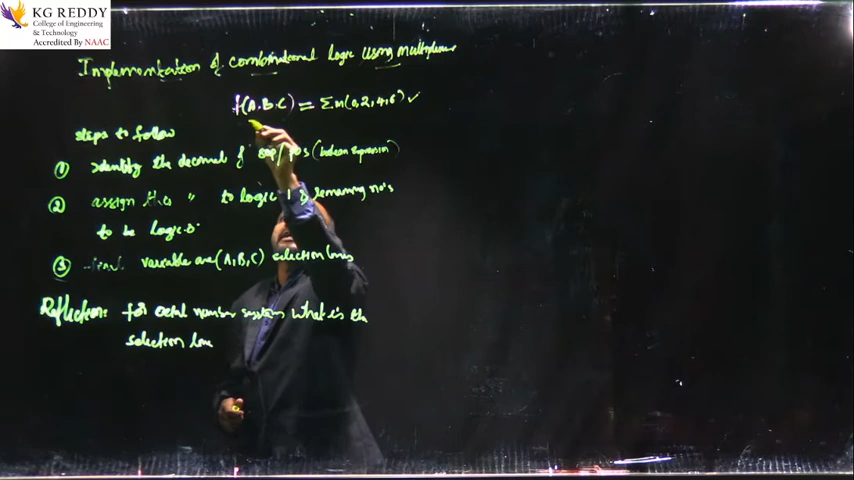 KG REDDY
College of Engineering
& Technology
Accredited By NAAC
Implementation of combinational logic using multiplexer
f(A.B.C) = Σm(0,2,4,6) ✓
steps to follow
① identify the decimal of sop/pos (boolean expression)
② assign this " to logic 1 & remaining no's
to be logic 0
③ variable are (A,B,C) selection lines
Reflection: for octal number system what is the
selection line